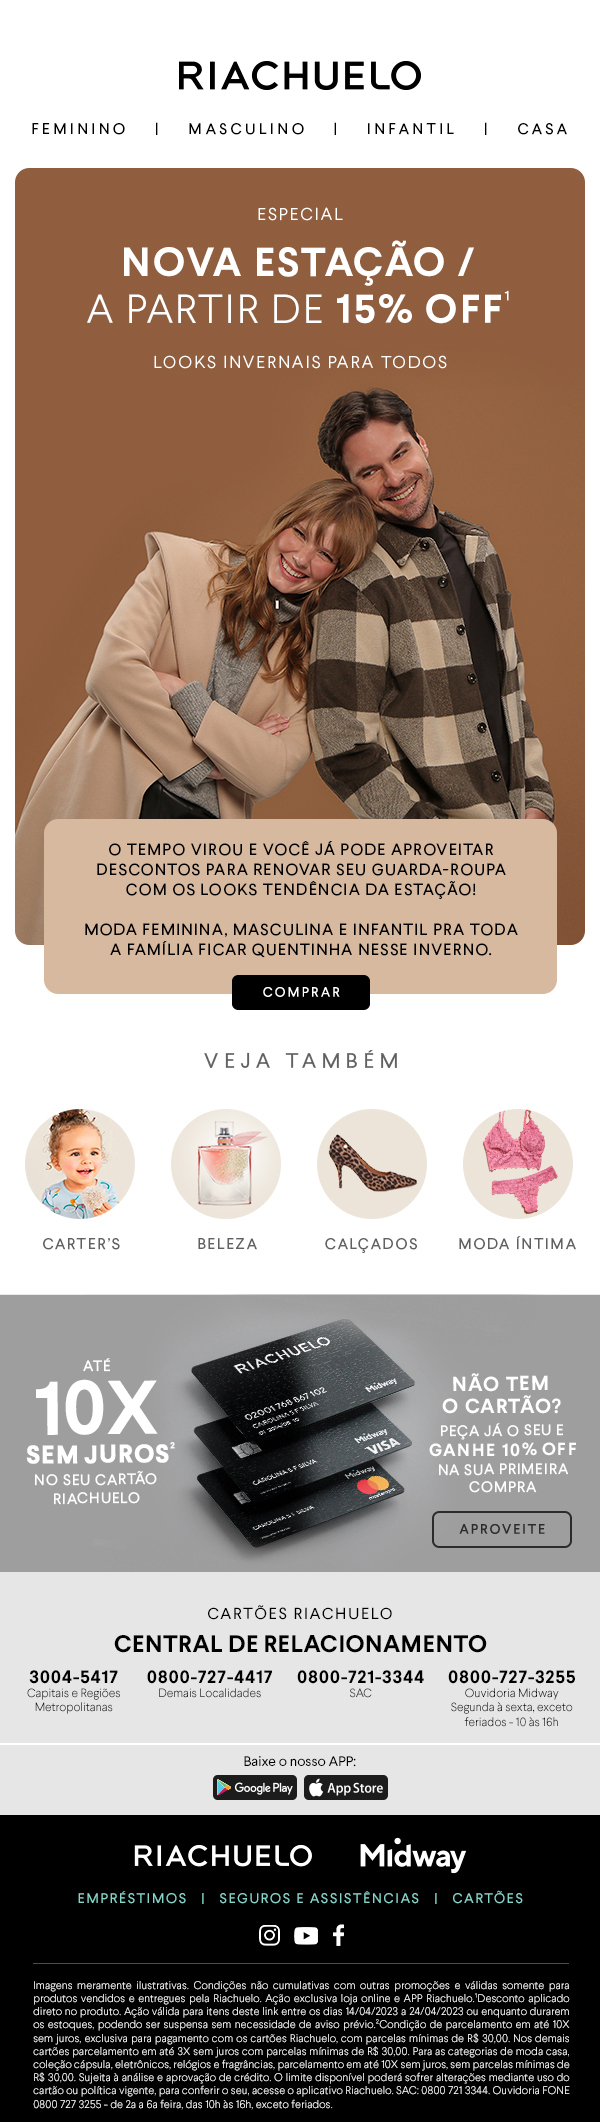 RIACHUELO
FEMININO | MASCULINO | INFANTIL | CASA
ESPECIAL
NOVA ESTAÇÃO /
A PARTIR DE 15% OFF¹
LOOKS INVERNAIS PARA TODOS
O TEMPO VIROU E VOCÊ JÁ PODE APROVEITAR
DESCONTOS PARA RENOVAR SEU GUARDA-ROUPA
COM OS LOOKS TENDÊNCIA DA ESTAÇÃO!
MODA FEMININA, MASCULINA E INFANTIL PRA TODA
A FAMÍLIA FICAR QUENTINHA NESSE INVERNO.
COMPRAR
VEJA TAMBÉM
CARTER'S
BELEZA
CALÇADOS
MODA ÍNTIMA
ATÉ
10X
SEM JUROS²
NO SEU CARTÃO
RIACHUELO
RIACHUELO
02001 768 867 102
CAROLINA S F SILVA
Midway
Midway
VISA
CAROLINA S F SILVA
Midway
mastercard
CAROLINA S F SILVA
NÃO TEM
O CARTÃO?
PEÇA JÁ O SEU E
GANHE 10% OFF
NA SUA PRIMEIRA
COMPRA
APROVEITE
CARTÕES RIACHUELO
CENTRAL DE RELACIONAMENTO
3004-5417
Capitais e Regiões
Metropolitanas
0800-727-4417
Demais Localidades
0800-721-3344
SAC
0800-727-3255
Ouvidoria Midway
Segunda à sexta, exceto
feriados - 10 às 16h
Baixe o nosso APP:
Google Play
App Store
RIACHUELO Midway
EMPRÉSTIMOS | SEGUROS E ASSISTÊNCIAS | CARTÕES
Imagens meramente ilustrativas. Condições não cumulativas com outras promoções e válidas somente para
produtos vendidos e entregues pela Riachuelo. Ação exclusiva loja online e APP Riachuelo.¹Desconto aplicado
direto no produto. Ação válida para itens deste link entre os dias 14/04/2023 a 24/04/2023 ou enquanto durarem
os estoques, podendo ser suspensa sem necessidade de aviso prévio.²Condição de parcelamento em até 10X
sem juros, exclusiva para pagamento com os cartões Riachuelo, com parcelas mínimas de R$ 30,00. Nos demais
cartões parcelamento em até 3X sem juros com parcelas mínimas de R$ 30,00. Para as categorias de moda casa,
coleção cápsula, eletrônicos, relógios e fragrâncias, parcelamento em até 10X sem juros, sem parcelas mínimas de
R$ 30,00. Sujeita à análise e aprovação de crédito. O limite disponível poderá sofrer alterações mediante uso do
cartão ou política vigente, para conferir o seu, acesse o aplicativo Riachuelo. SAC: 0800 721 3344. Ouvidoria FONE
0800 727 3255 - de 2a a 6a feira, das 10h às 16h, exceto feriados.